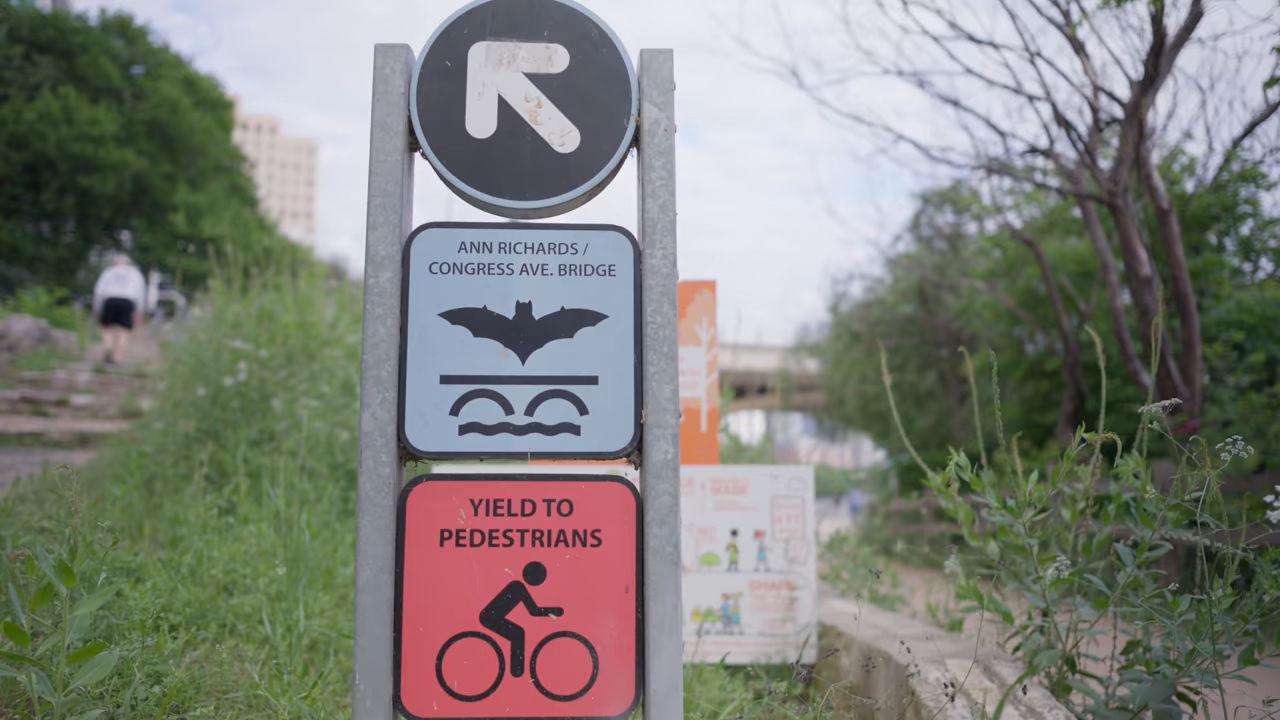 ANN RICHARDS /
CONGRESS AVE. BRIDGE
YIELD TO
PEDESTRIANS